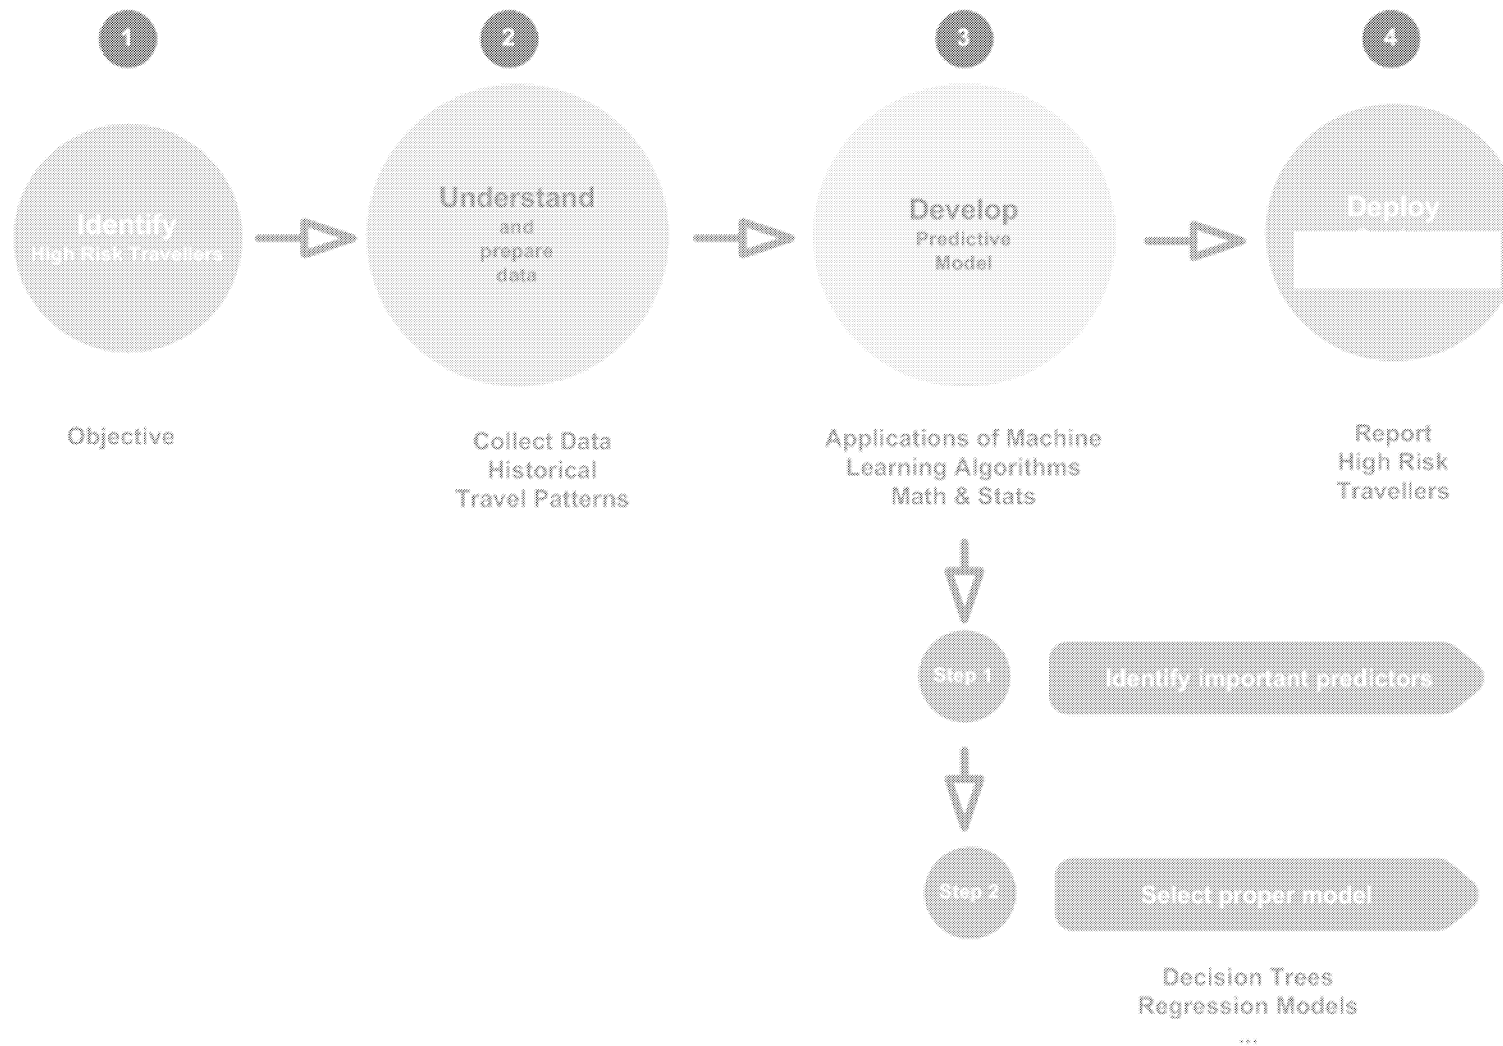 1
Identify
High Risk Travellers
Objective
2
Understand
and
prepare
data
Collect Data
Historical
Travel Patterns
3
Develop
Predictive
Model
Applications of Machine
Learning Algorithms
Math & Stats
Step 1
Identify important predictors
Step 2
Select proper model
Decision Trees
Regression Models
...
4
Deploy
Report
High Risk
Travellers